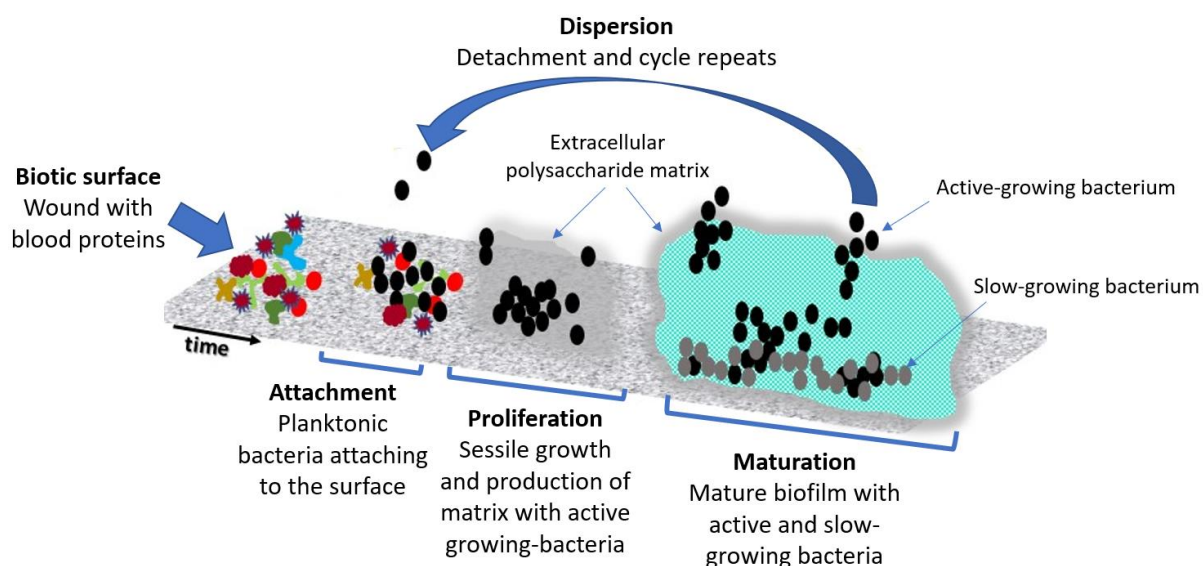 Dispersion
Detachment and cycle repeats
Extracellular
polysaccharide matrix
Biotic surface
Wound with
blood proteins
Active-growing bacterium
Slow-growing bacterium
time
Attachment
Planktonic
bacteria attaching
to the surface
Proliferation
Sessile growth
and production of
matrix with active
growing-bacteria
Maturation
Mature biofilm with
active and slow-
growing bacteria